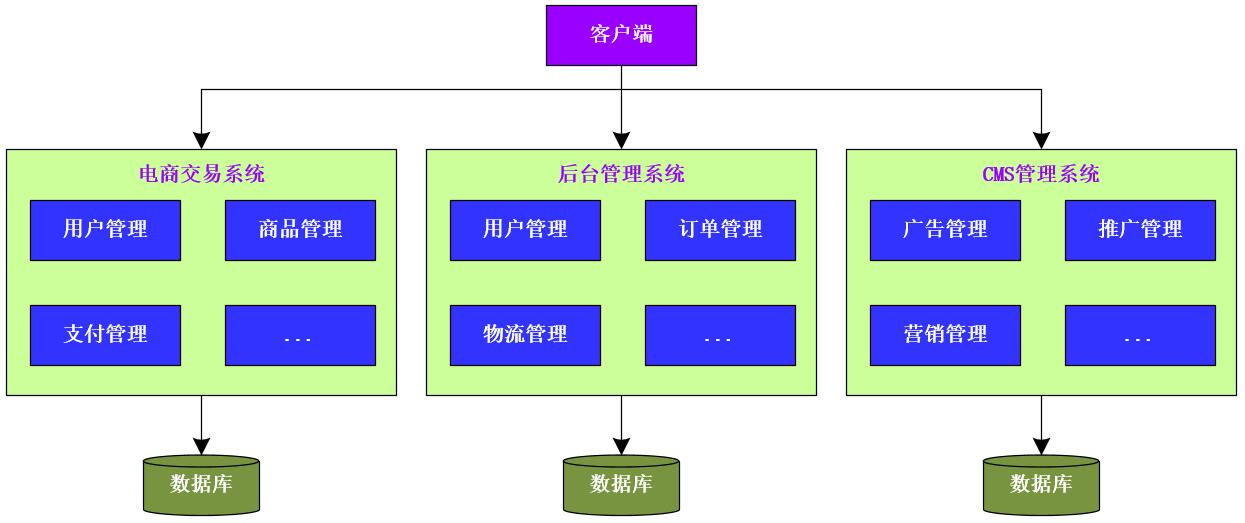 客户端
电商交易系统
用户管理
商品管理
支付管理
...
后台管理系统
用户管理
订单管理
物流管理
...
CMS管理系统
广告管理
推广管理
营销管理
...
数据库
数据库
数据库